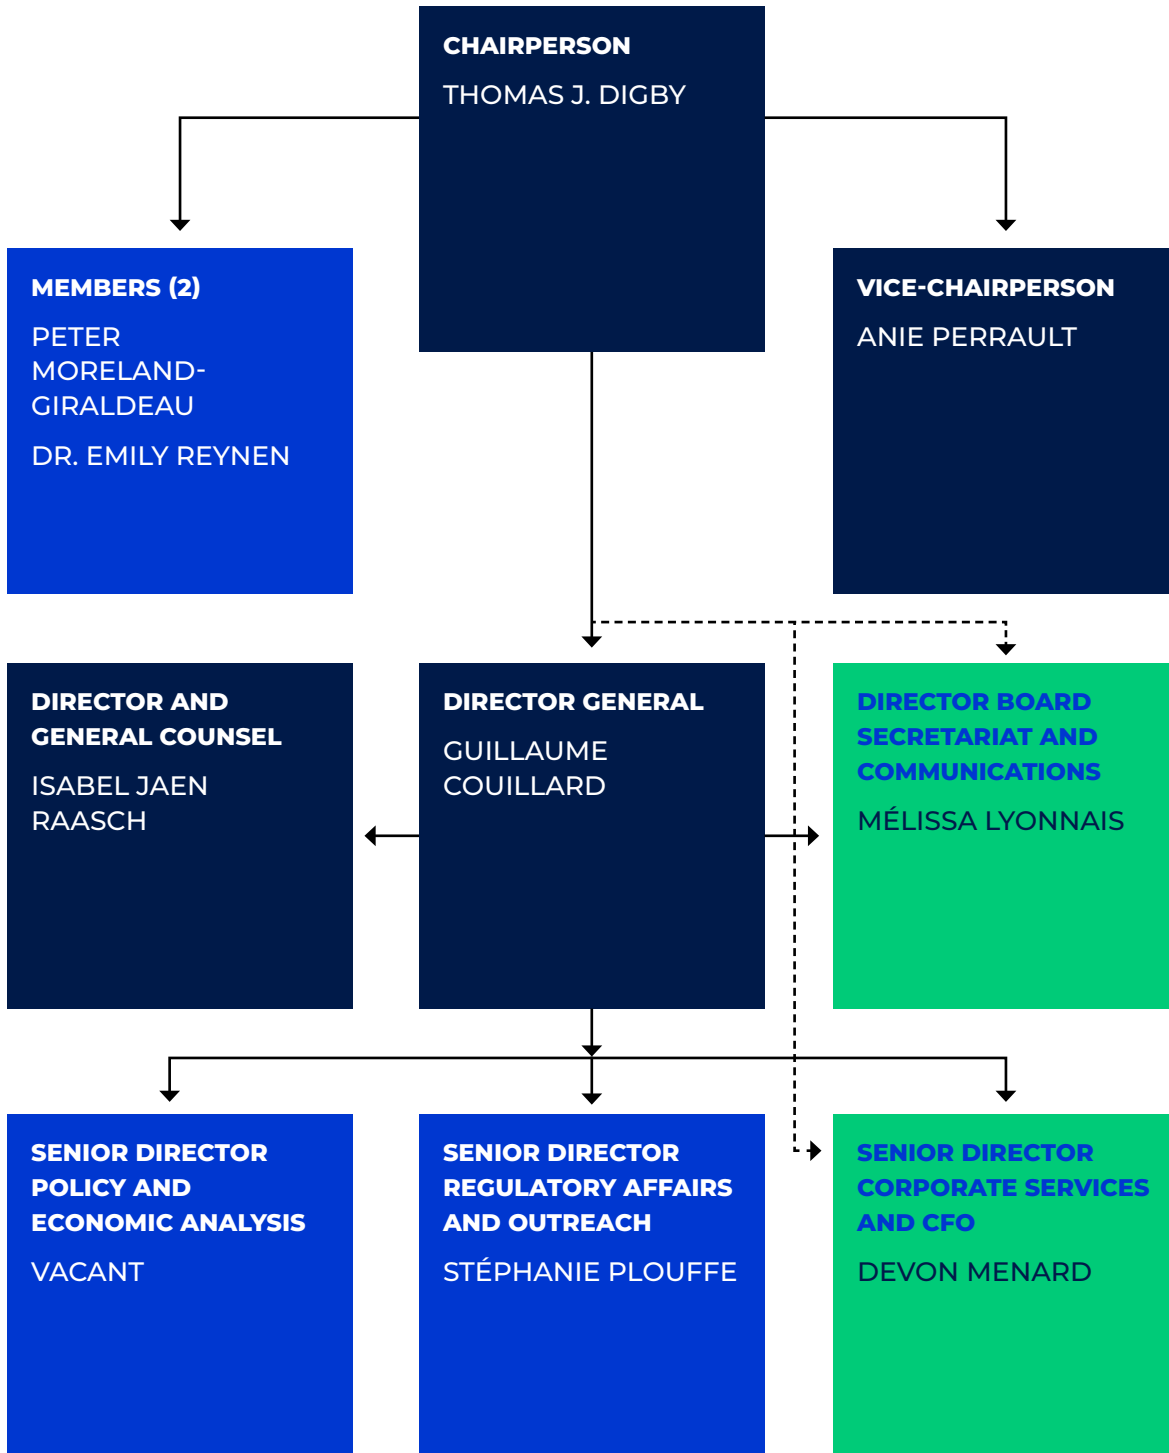 CHAIRPERSON
THOMAS J. DIGBY
MEMBERS (2)
PETER
MORELAND-
GIRALDEAU
DR. EMILY REYNEN
VICE-CHAIRPERSON
ANIE PERRAULT
DIRECTOR AND
GENERAL COUNSEL
ISABEL JAEN
RAASCH
DIRECTOR GENERAL
GUILLAUME
COUILLARD
DIRECTOR BOARD
SECRETARIAT AND
COMMUNICATIONS
MÉLISSA LYONNAIS
SENIOR DIRECTOR
POLICY AND
ECONOMIC ANALYSIS
VACANT
SENIOR DIRECTOR
REGULATORY AFFAIRS
AND OUTREACH
STÉPHANIE PLOUFFE
SENIOR DIRECTOR
CORPORATE SERVICES
AND CFO
DEVON MENARD